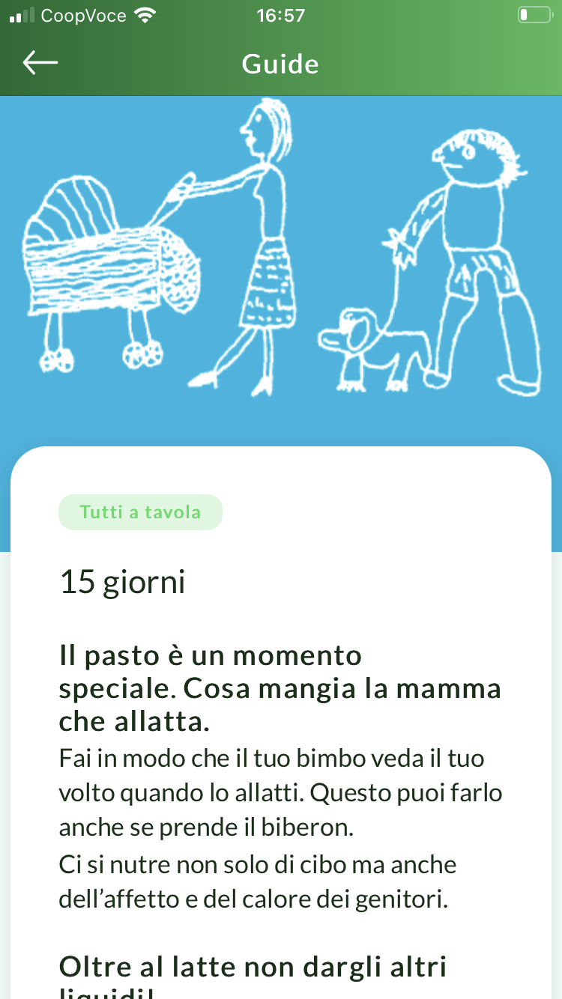 CoopVoce 16:57
Guide
Tutti a tavola
15 giorni
Il pasto è un momento
speciale. Cosa mangia la mamma
che allatta.
Fai in modo che il tuo bimbo veda il tuo
volto quando lo allatti. Questo puoi farlo
anche se prende il biberon.
Ci si nutre non solo di cibo ma anche
dell’affetto e del calore dei genitori.
Oltre al latte non dargli altri
liquidi!